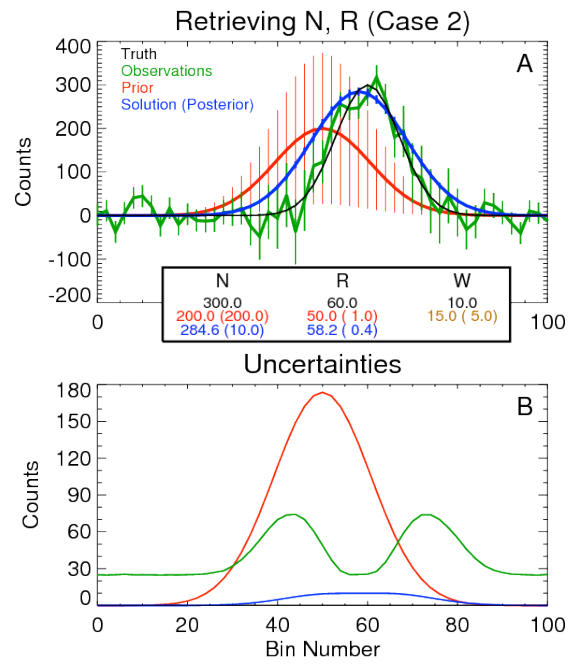 Retrieving N, R (Case 2)
400
300
200
100
0
-100
-200
Counts
Truth
Observations
Prior
Solution (Posterior)
A
N R W
300.0 60.0 10.0
200.0 (200.0) 50.0 ( 1.0) 15.0 ( 5.0)
284.6 (10.0) 58.2 ( 0.4)
0 100
Uncertainties
180
150
120
90
60
30
0
Counts
B
0 20 40 60 80 100
Bin Number